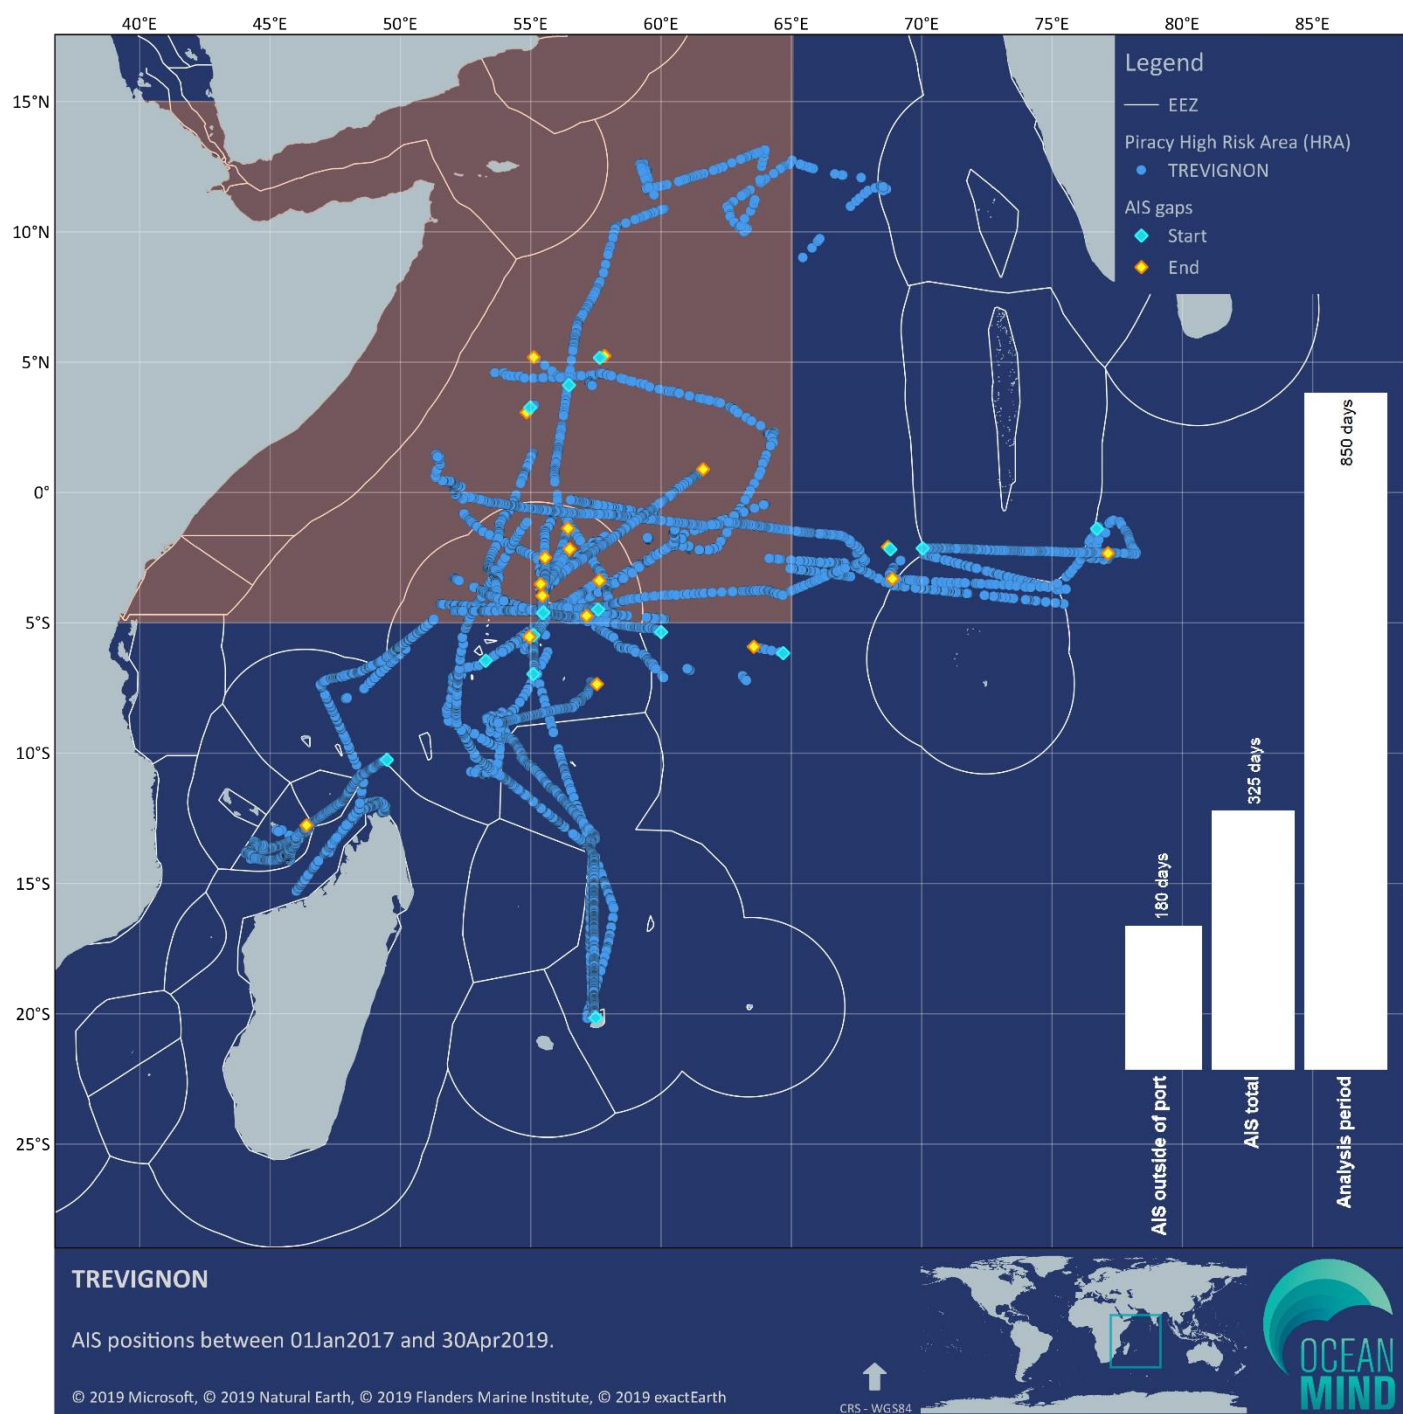 40°E 45°E 50°E 55°E 60°E 65°E 70°E 75°E 80°E 85°E
15°N
10°N
5°N
0°
5°S
10°S
15°S
20°S
25°S
Legend
EEZ
Piracy High Risk Area (HRA)
TREVIGNON
AIS gaps
Start
End
180 days
325 days
850 days
AIS outside of port
AIS total
Analysis period
TREVIGNON
AIS positions between 01Jan2017 and 30Apr2019.
© 2019 Microsoft, © 2019 Natural Earth, © 2019 Flanders Marine Institute, © 2019 exactEarth
CRS - WGS84
OCEAN
MIND